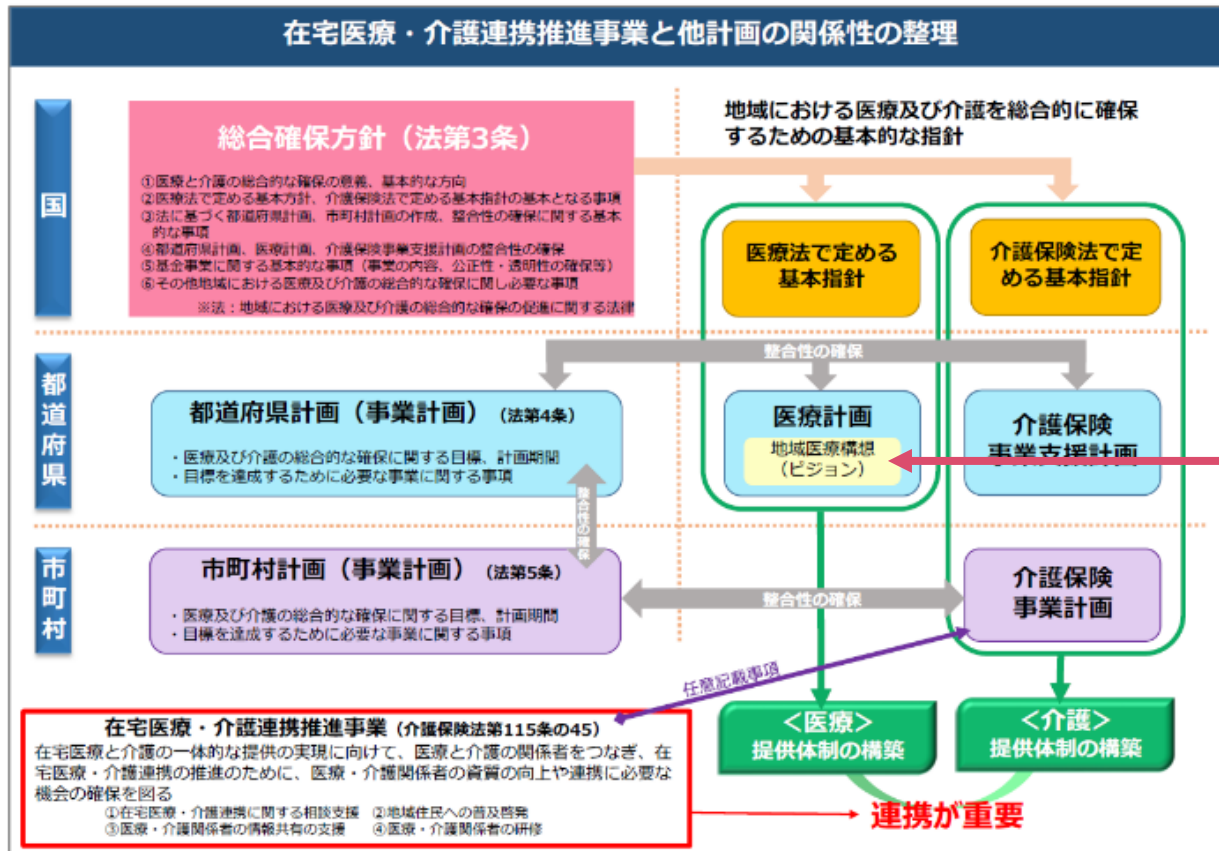 在宅医療・介護連携推進事業と他計画の関係性の整理
国
総合確保方針（法第3条）
①医療と介護の総合的な確保の意義、基本的な方向
②医療法で定める基本方針、介護保険法で定める基本指針の基本となる事項
③法に基づく都道府県計画、市町村計画の作成、整合性の確保に関する基本
的な事項
④都道府県計画、医療計画、介護保険事業支援計画の整合性の確保
⑤基金事業に関する基本的な事項（事業の内容、公正性・透明性の確保等）
⑥その他地域における医療及び介護の総合的な確保に関し必要な事項
※法：地域における医療及び介護の総合的な確保の促進に関する法律
地域における医療及び介護を総合的に確保
するための基本的な指針
医療法で定める
基本指針
介護保険法で定
める基本指針
整合性の確保
都道府県
都道府県計画（事業計画）（法第4条）
・医療及び介護の総合的な確保に関する目標、計画期間
・目標を達成するために必要な事業に関する事項
医療計画
地域医療構想
（ビジョン）
介護保険
事業支援計画
整合性の確保
市町村
市町村計画（事業計画）（法第5条）
・医療及び介護の総合的な確保に関する目標、計画期間
・目標を達成するために必要な事業に関する事項
整合性の確保
介護保険
事業計画
任意記載事項
在宅医療・介護連携推進事業（介護保険法第115条の45）
在宅医療と介護の一体的な提供の実現に向けて、医療と介護の関係者をつなぎ、在
宅医療・介護連携の推進のために、医療・介護関係者の資質の向上や連携に必要な
機会の確保を図る
①在宅医療・介護連携に関する相談支援 ②地域住民への普及啓発
③医療・介護関係者の情報共有の支援 ④医療・介護関係者の研修
＜医療＞
提供体制の構築
＜介護＞
提供体制の構築
連携が重要